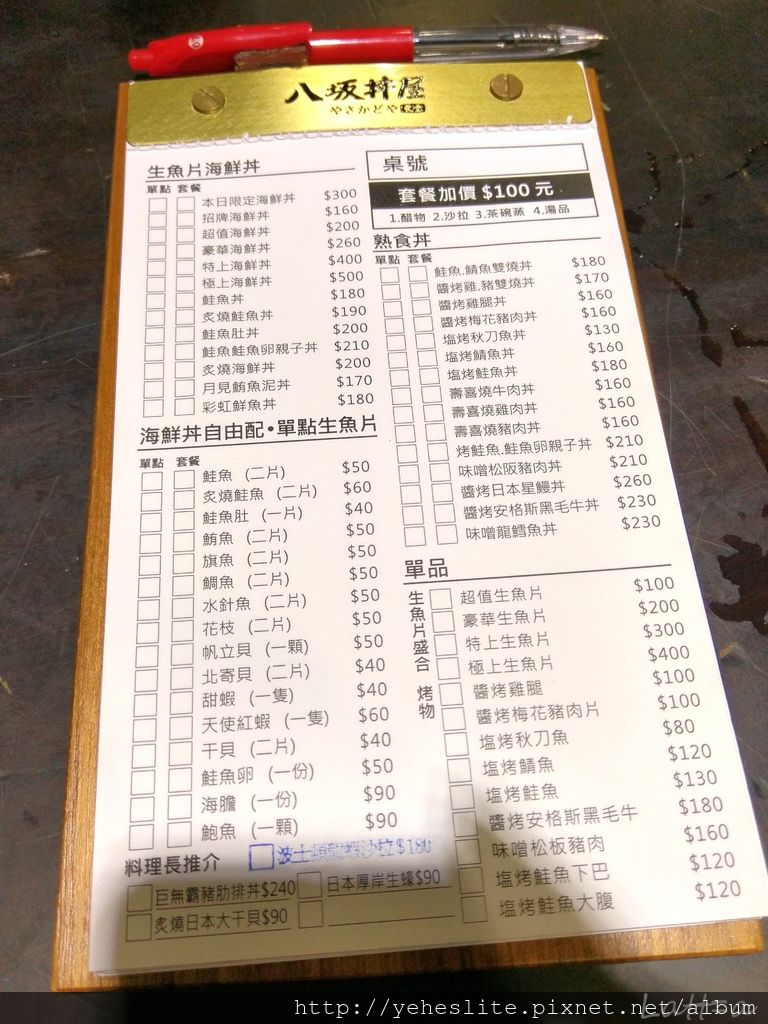 八坂丼屋
やさかどや 食堂
生魚片海鮮丼
單點 套餐
本日限定海鮮丼 $300
招牌海鮮丼 $160
超值海鮮丼 $200
豪華海鮮丼 $260
特上海鮮丼 $400
極上海鮮丼 $500
鮭魚丼 $180
炙燒鮭魚丼 $190
鮭魚肚丼 $200
鮭魚鮭魚卵親子丼 $210
炙燒海鮮丼 $200
月見鮪魚泥丼 $170
彩虹鮮魚丼 $180
海鮮丼自由配•單點生魚片
單點 套餐
鮭魚 (二片) $50
炙燒鮭魚 (二片) $60
鮭魚肚 (一片) $40
鮪魚 (二片) $50
旗魚 (二片) $50
鯛魚 (二片) $50
水針魚 (二片) $50
花枝 (二片) $50
帆立貝 (一顆) $50
北寄貝 (二片) $40
甜蝦 (一隻) $40
天使紅蝦 (一隻) $60
干貝 (二片) $40
鮭魚卵 (一份) $50
海膽 (一份) $90
鮑魚 (一顆) $90
料理長推介
波士頓龍蝦沙拉$180
巨無霸豬肋排丼$240
日本厚岸生蠔$90
炙燒日本大干貝$90
桌號
套餐加價 $100 元
1.醋物 2.沙拉 3.茶碗蒸 4.湯品
熟食丼
單點 套餐
鮭魚.鯖魚雙燒丼 $180
醬烤雞.豬雙燒丼 $170
醬烤雞腿丼 $160
醬烤梅花豬肉丼 $160
塩烤秋刀魚丼 $130
塩烤鯖魚丼 $160
塩烤鮭魚丼 $180
壽喜燒牛肉丼 $160
壽喜燒雞肉丼 $160
壽喜燒豬肉丼 $160
烤鮭魚.鮭魚卵親子丼 $210
味噌松阪豬肉丼 $210
醬烤日本星鰻丼 $260
醬烤安格斯黑毛牛丼 $230
味噌龍鱈魚丼 $230
單品
生魚片盛合
超值生魚片 $100
豪華生魚片 $200
特上生魚片 $300
極上生魚片 $400
烤物
醬烤雞腿 $100
醬烤梅花豬肉片 $100
塩烤秋刀魚 $80
塩烤鯖魚 $120
塩烤鮭魚 $130
醬烤安格斯黑毛牛 $180
味噌松板豬肉 $160
塩烤鮭魚下巴 $120
塩烤鮭魚大腹 $120
http://yeheslite.pixnet.net/album